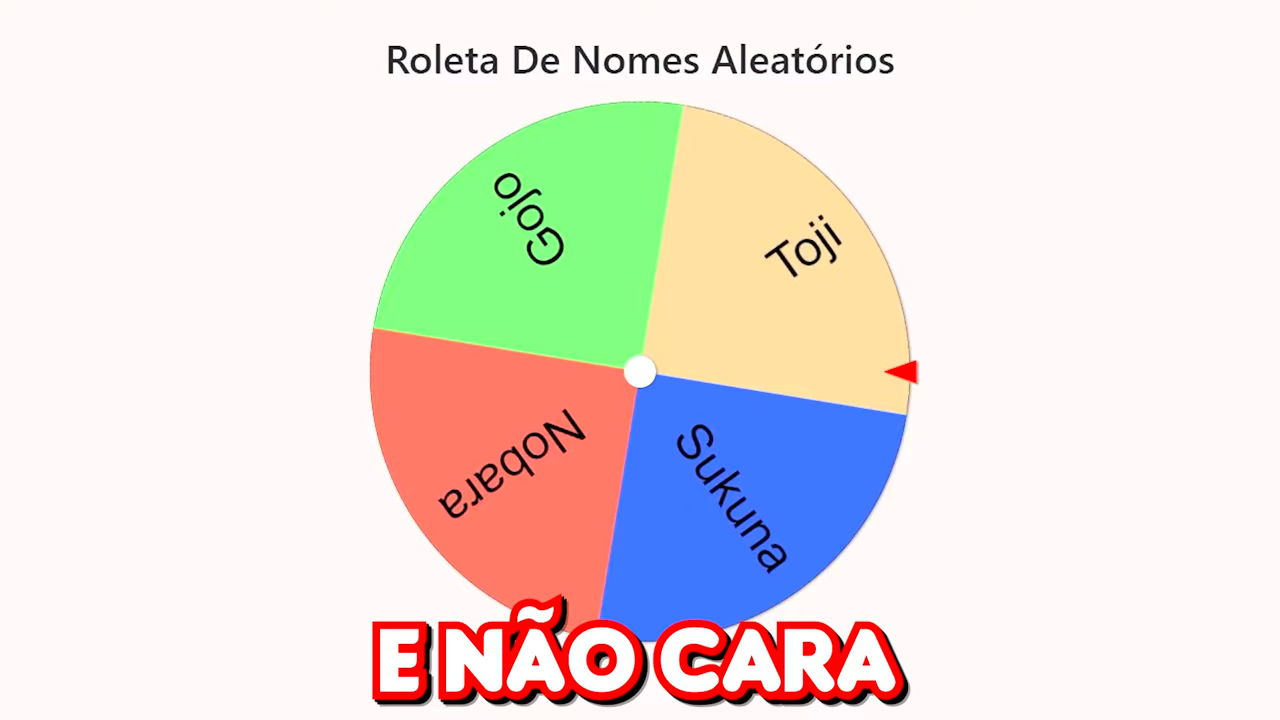 Roleta De Nomes Aleatórios
Gojo
Toji
Nobara
Sukuna
E NÃO CARA